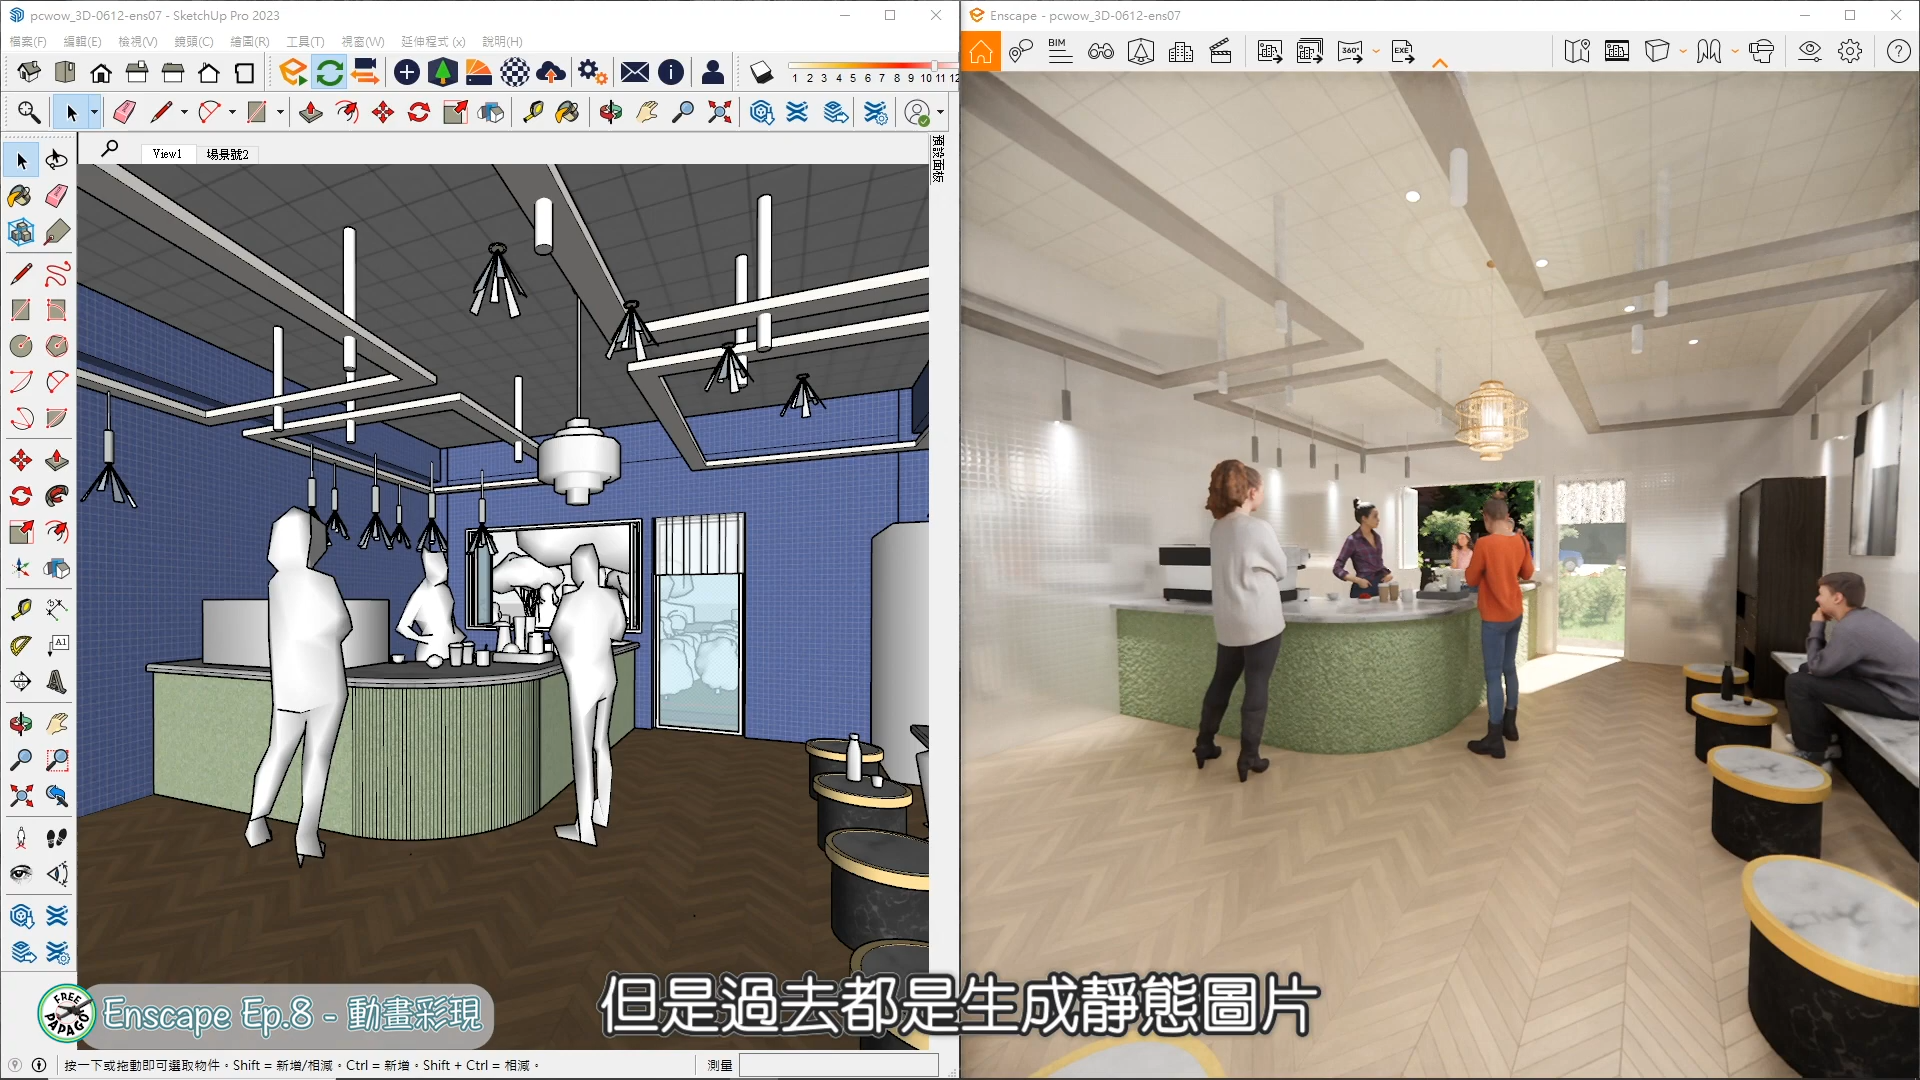 pcwow_3D-0612-ens07 - SketchUp Pro 2023
檔案(F) 編輯(E) 檢視(V) 鏡頭(C) 繪圖(R) 工具(T) 視窗(W) 延伸程式 (x) 說明(H)
1 2 3 4 5 6 7 8 9 10 11 12
View1 場景號2
預設面板
A1
Enscape - pcwow_3D-0612-ens07
BIM
360°
EXE
但是過去都是生成靜態圖片
FREE PAPAGO
Enscape Ep.8 - 動畫彩現
按一下或拖動即可選取物件。Shift = 新增/相減。Ctrl = 新增。Shift + Ctrl = 相減。
測量